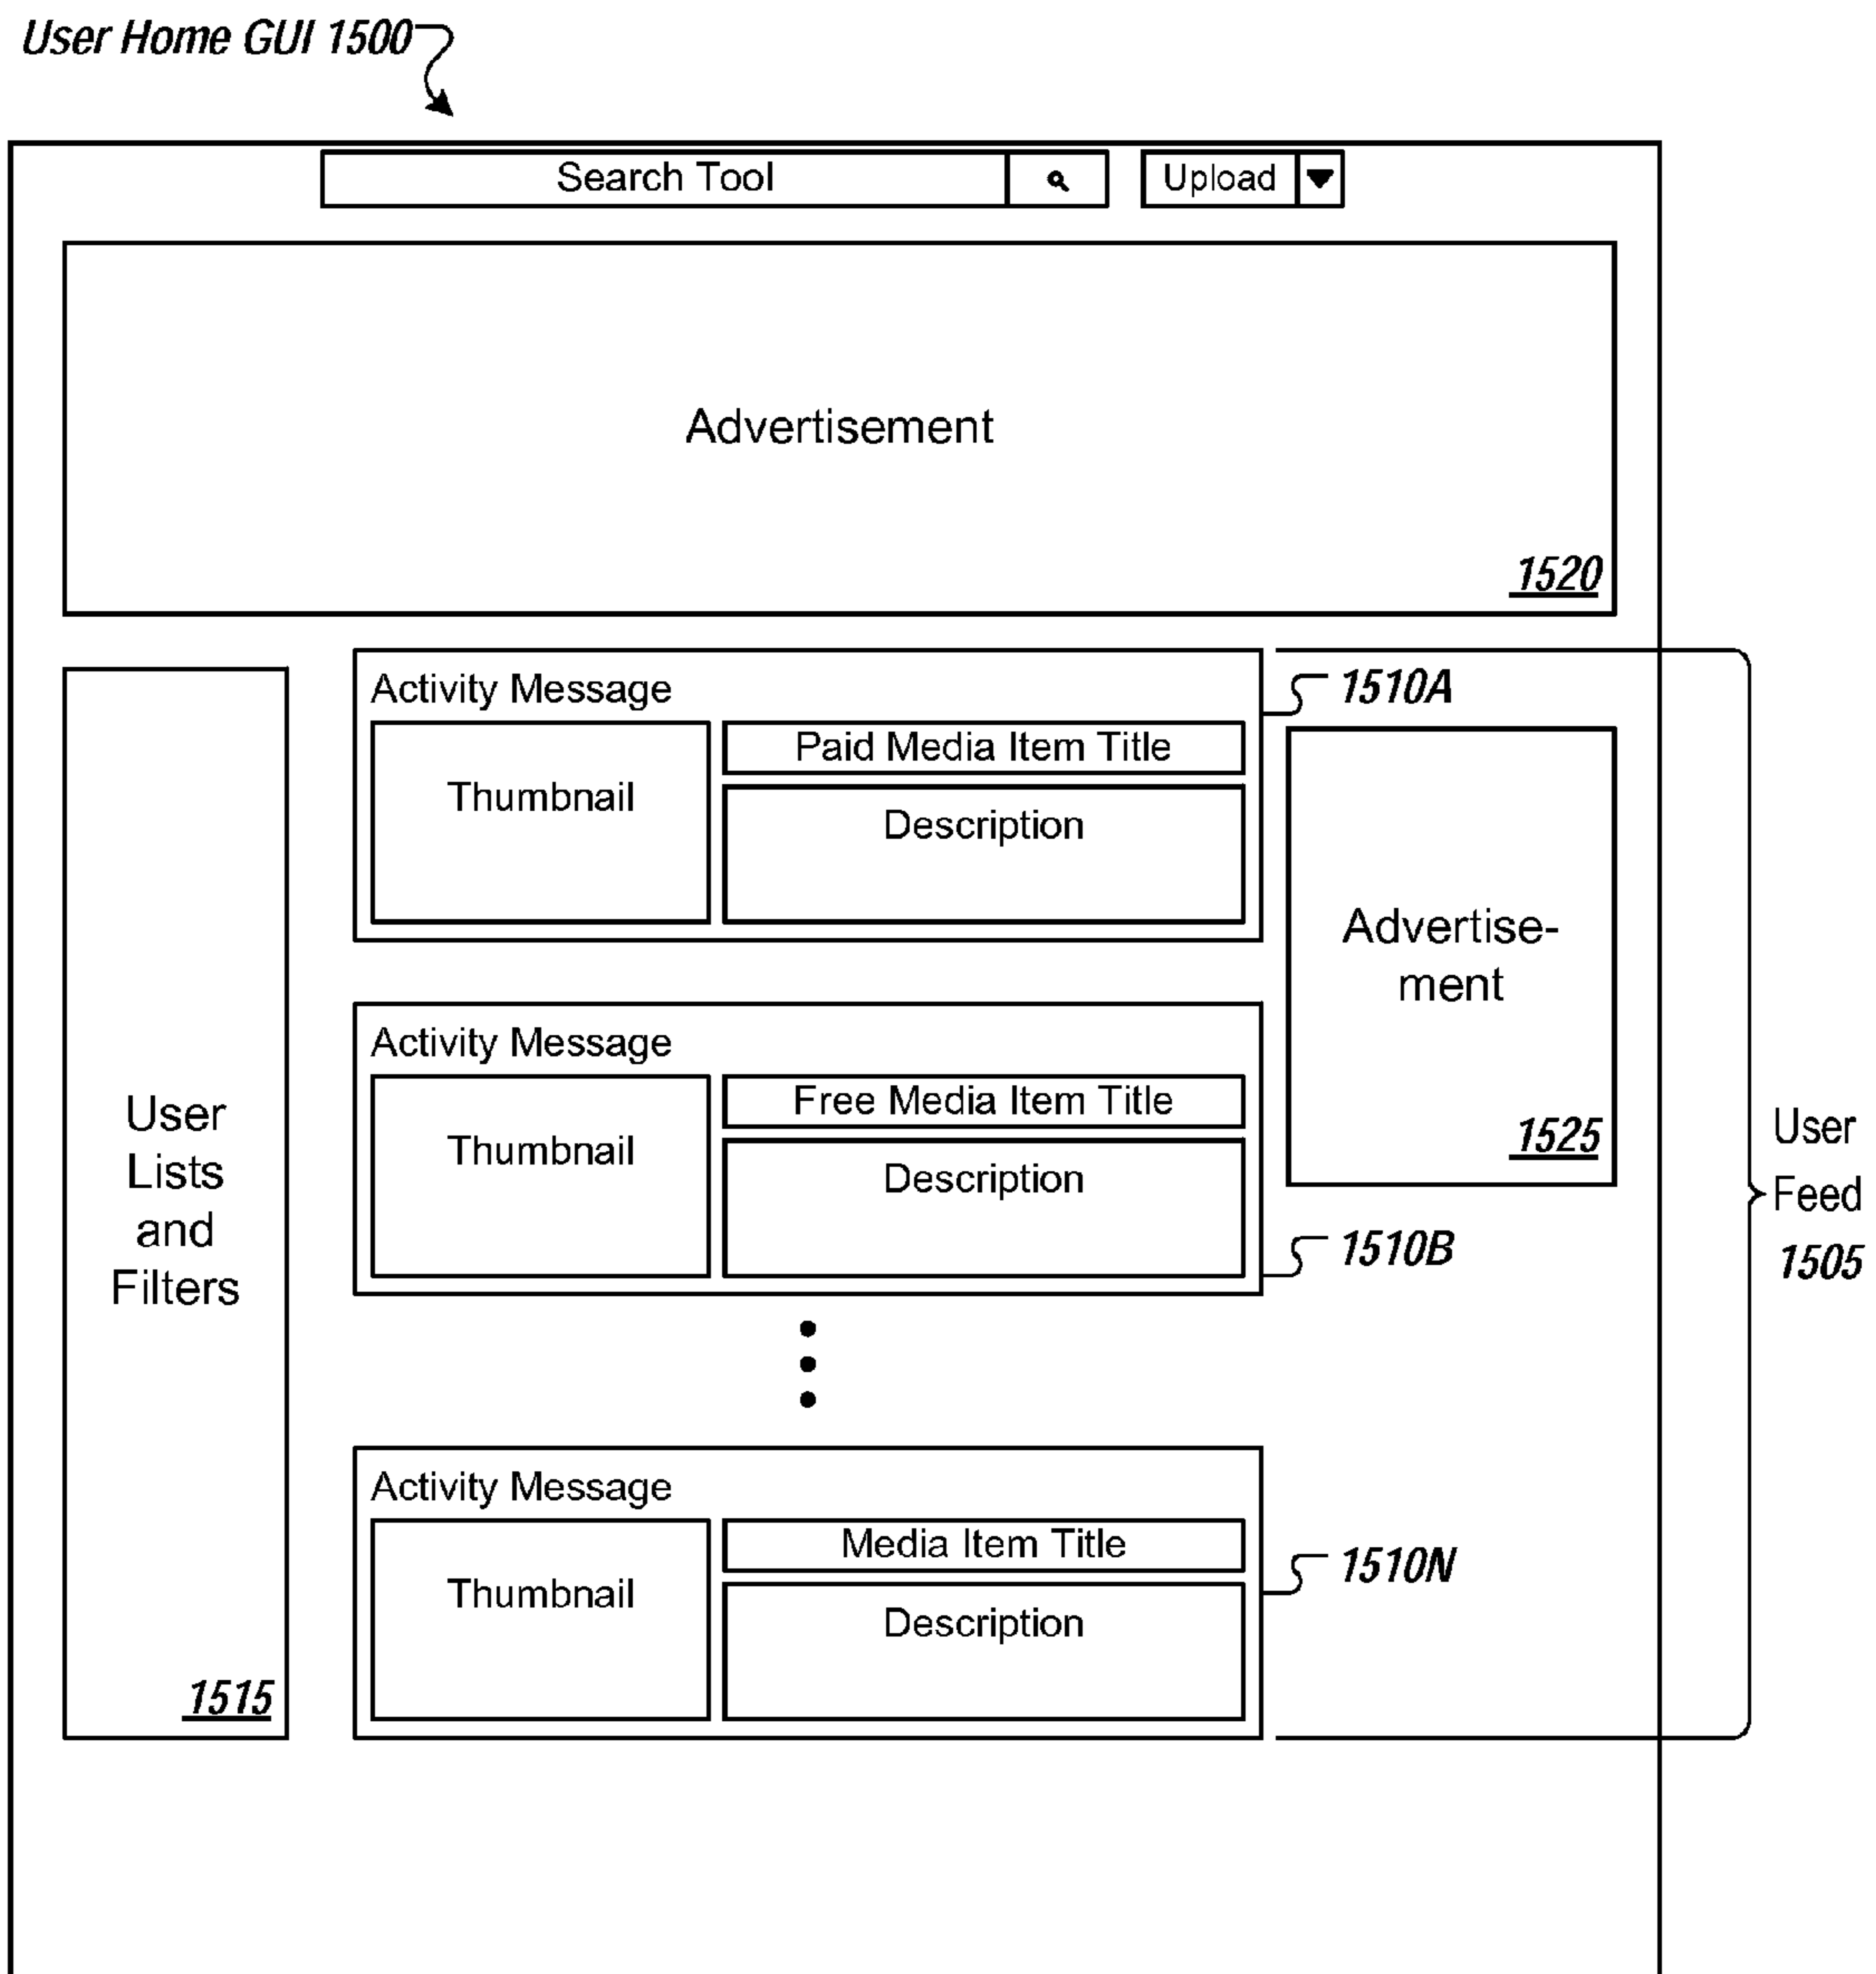 User Home GUI 1500
Search Tool
Upload
Advertisement
1520
User
Lists
and
Filters
1515
Activity Message
Thumbnail
Paid Media Item Title
Description
1510A
Advertise-
ment
1525
Activity Message
Thumbnail
Free Media Item Title
Description
1510B
Activity Message
Thumbnail
Media Item Title
Description
1510N
User
Feed
1505